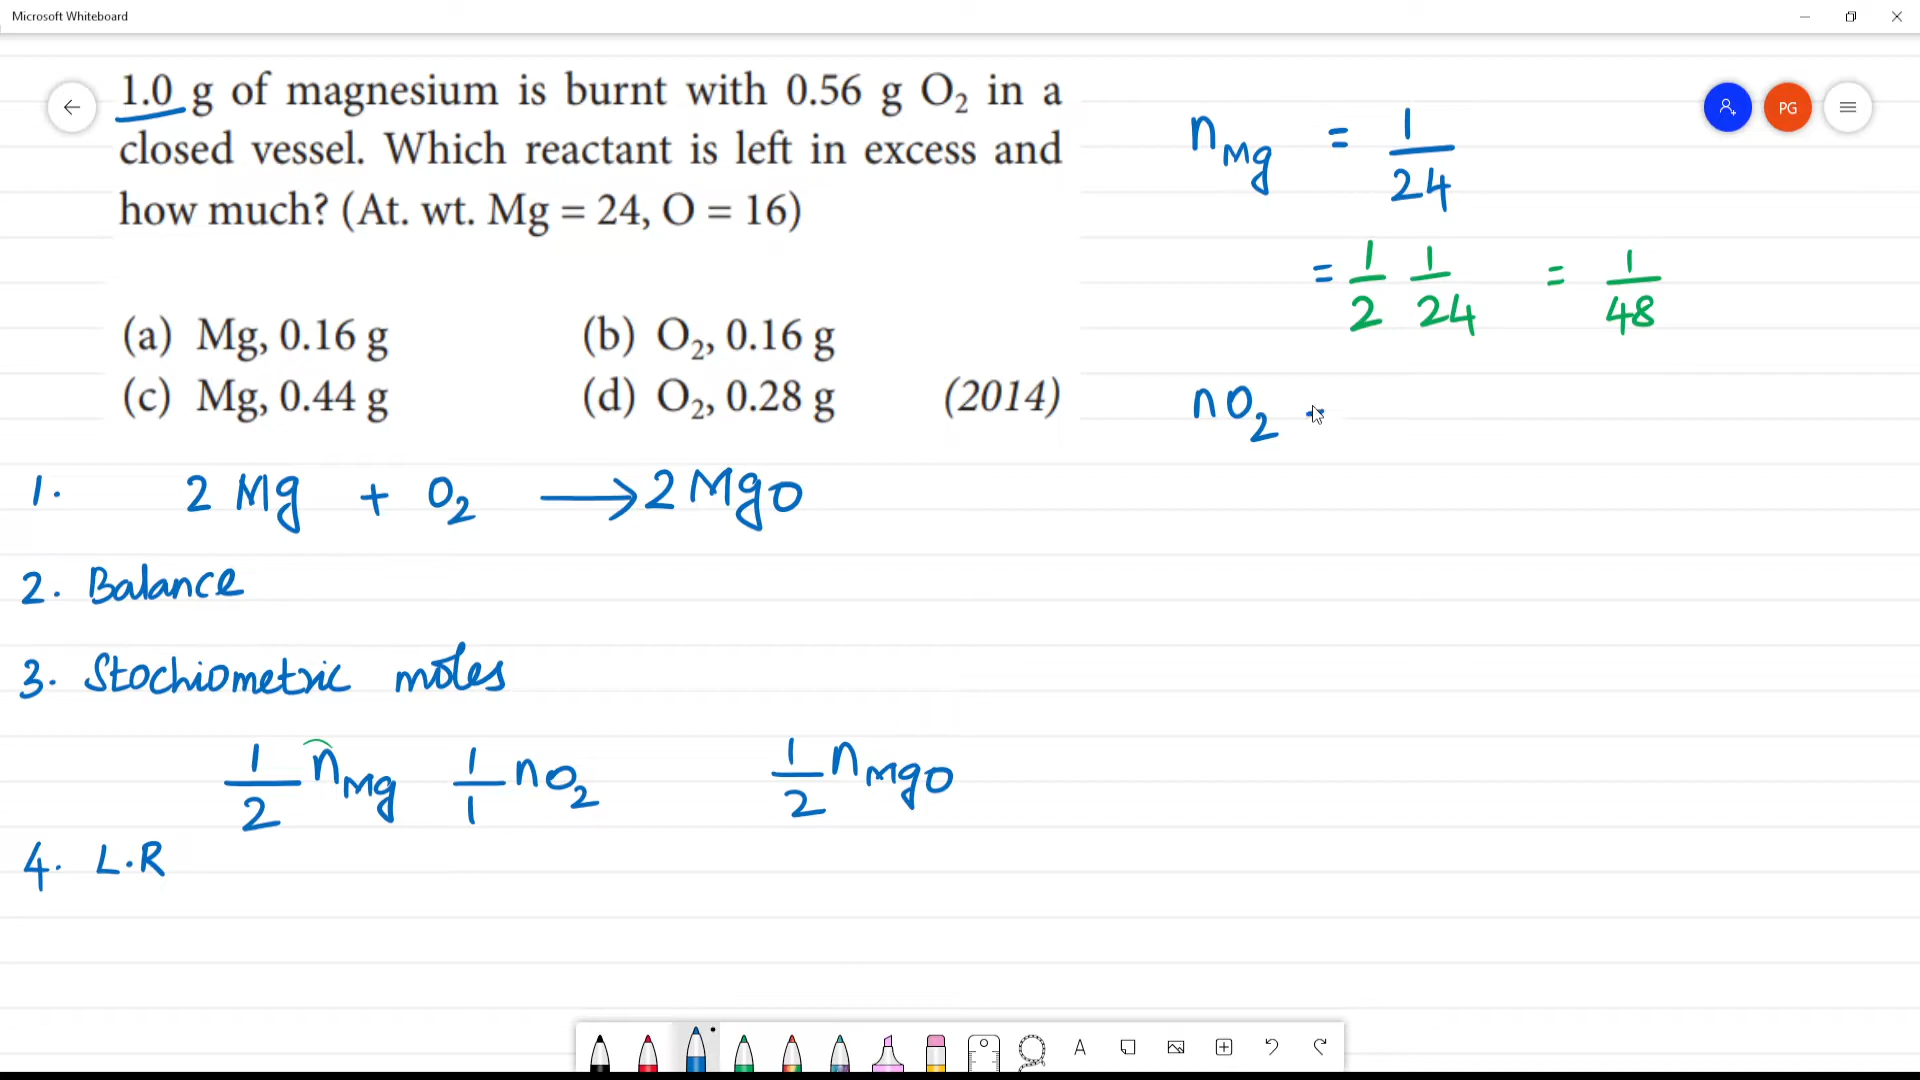 Microsoft Whiteboard
1.0 g of magnesium is burnt with 0.56 g O₂ in a
closed vessel. Which reactant is left in excess and
how much? (At. wt. Mg = 24, O = 16)
(a) Mg, 0.16 g (b) O₂, 0.16 g
(c) Mg, 0.44 g (d) O₂, 0.28 g (2014)
1. 2 Mg + O₂ → 2 MgO
2. Balance
3. Stochiometric moles
1/2 nMg 1/1 nO₂ 1/2 nMgO
4. L.R
nMg = 1/24
= 1/2 1/24 = 1/48
nO₂
PG
A